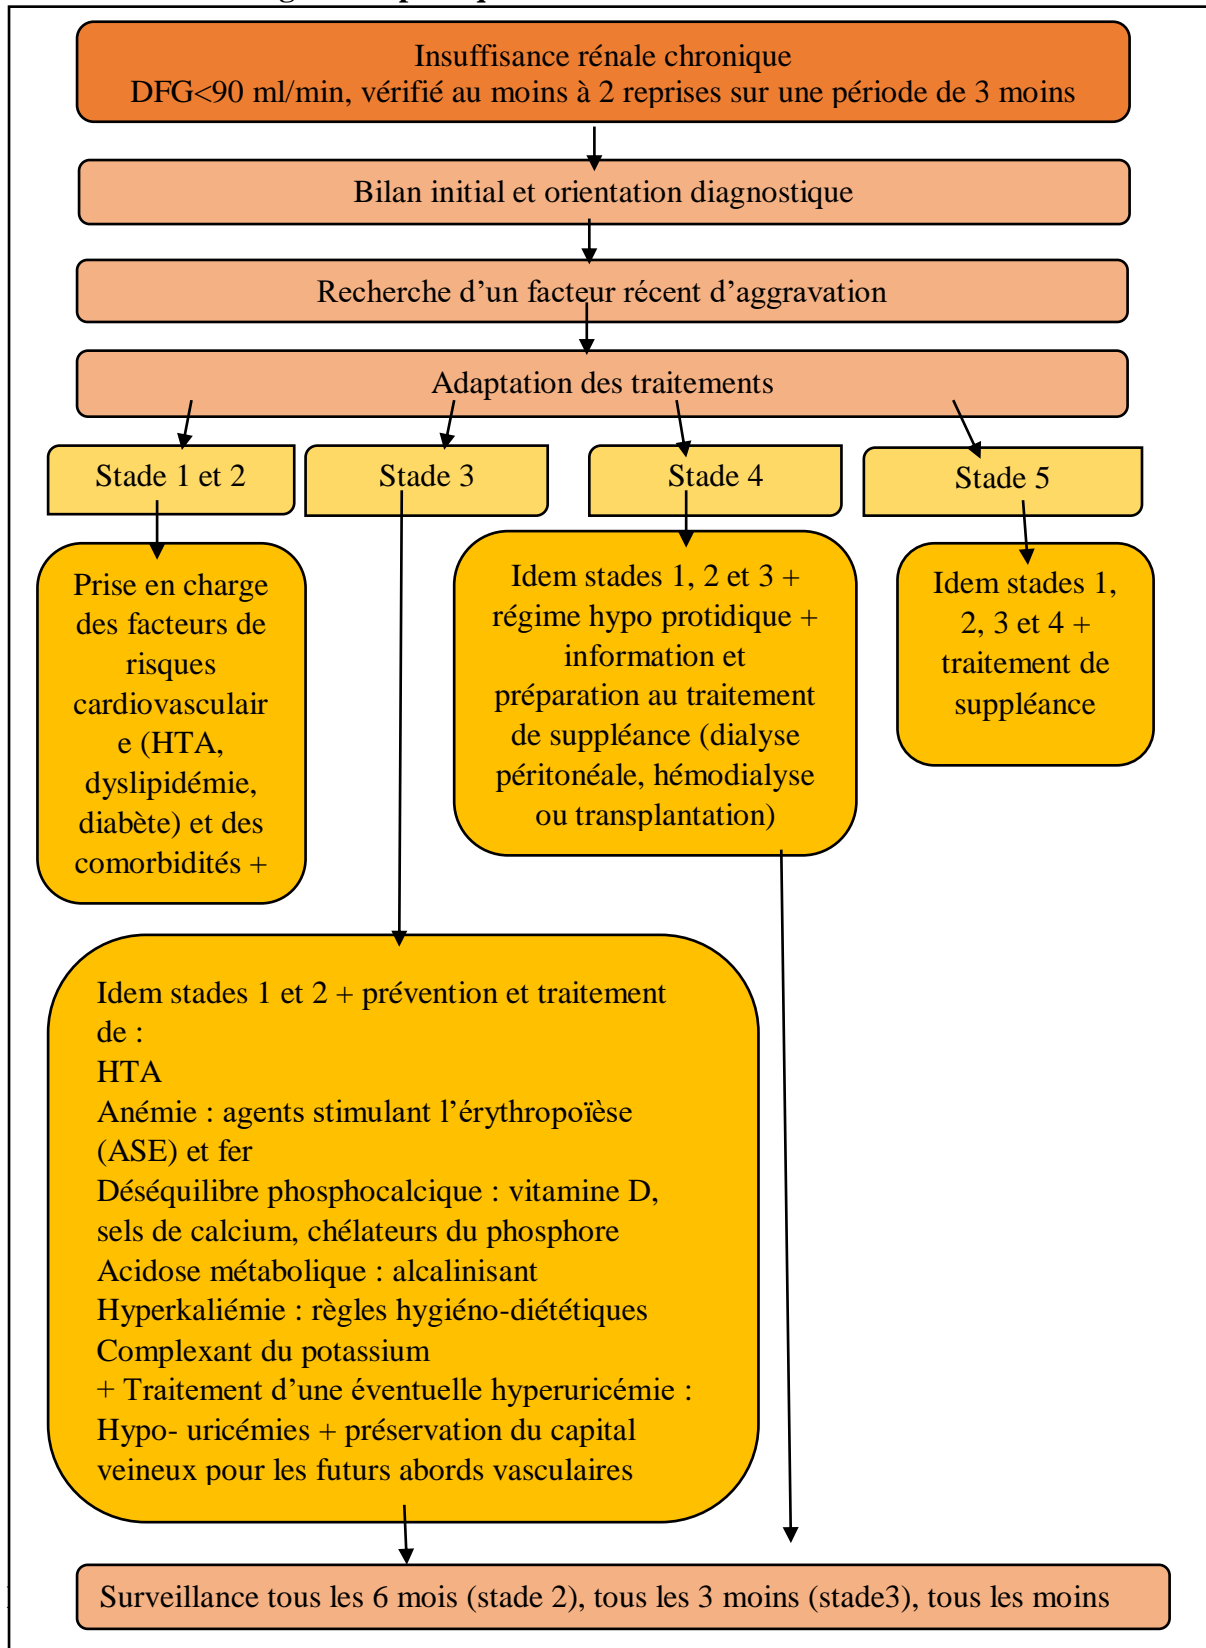 Insuffisance rénale chronique
DFG<90 ml/min, vérifié au moins à 2 reprises sur une période de 3 moins
Bilan initial et orientation diagnostique
Recherche d’un facteur récent d’aggravation
Adaptation des traitements
Stade 1 et 2
Stade 3
Stade 4
Stade 5
Prise en charge
des facteurs de
risques
cardiovasculair
e (HTA,
dyslipidémie,
diabète) et des
comorbidités +
Idem stades 1, 2 et 3 +
régime hypo protidique +
information et
préparation au traitement
de suppléance (dialyse
péritonéale, hémodialyse
ou transplantation)
Idem stades 1,
2, 3 et 4 +
traitement de
suppléance
Idem stades 1 et 2 + prévention et traitement
de :
HTA
Anémie : agents stimulant l’érythropoïèse
(ASE) et fer
Déséquilibre phosphocalcique : vitamine D,
sels de calcium, chélateurs du phosphore
Acidose métabolique : alcalinisant
Hyperkaliémie : règles hygiéno-diététiques
Complexant du potassium
+ Traitement d’une éventuelle hyperuricémie :
Hypo- uricémies + préservation du capital
veineux pour les futurs abords vasculaires
Surveillance tous les 6 mois (stade 2), tous les 3 moins (stade3), tous les moins